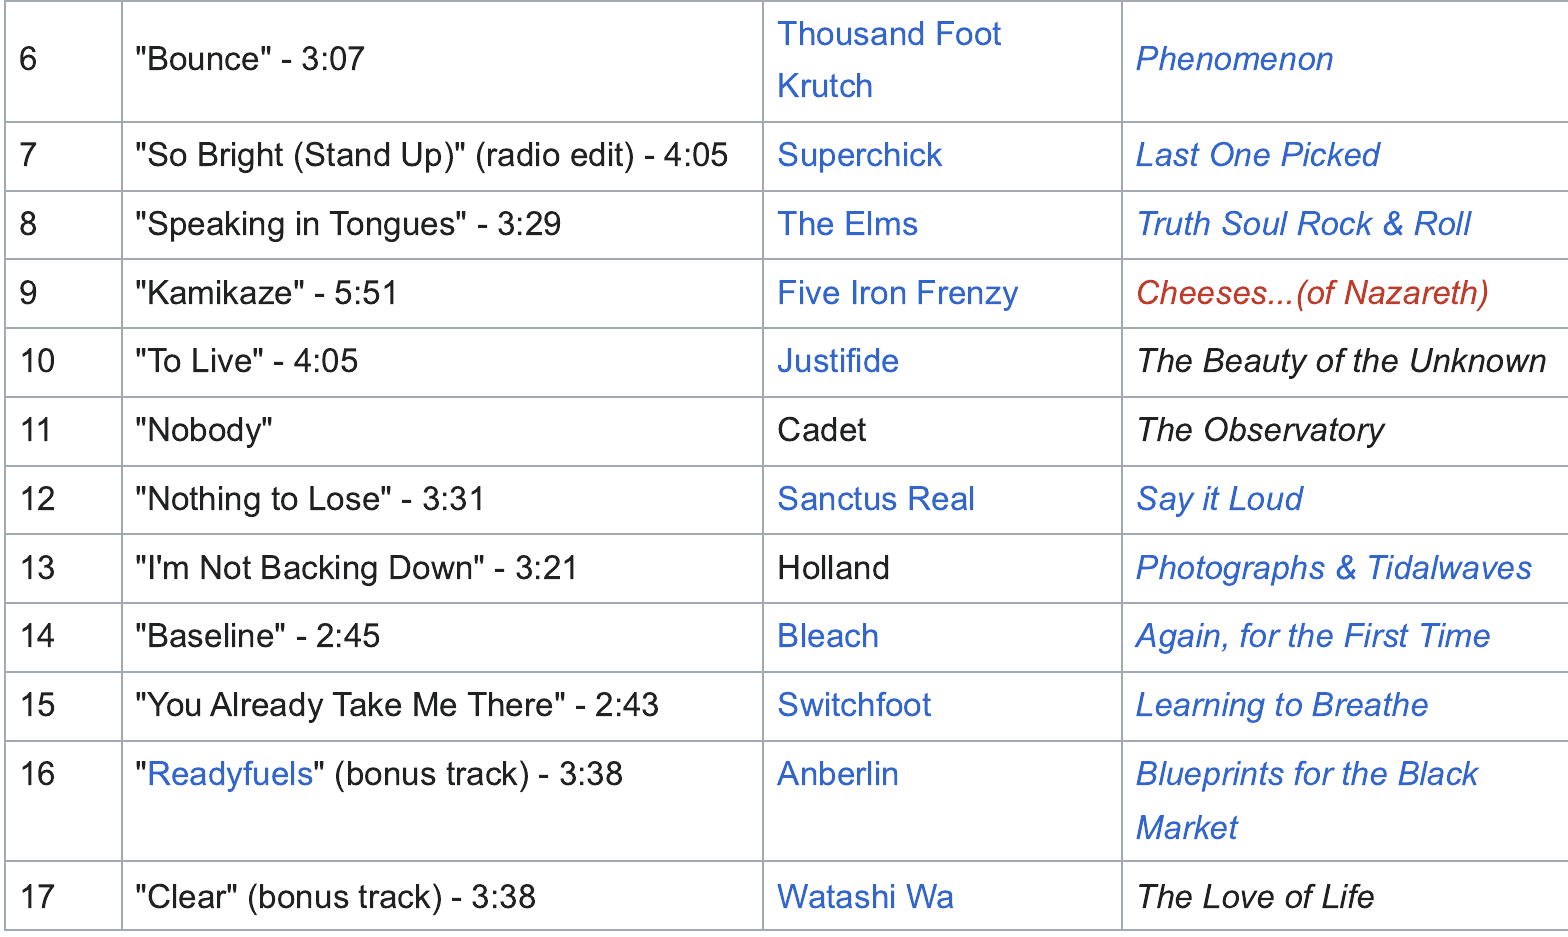 6 "Bounce" - 3:07 Thousand Foot
Krutch Phenomenon
7 "So Bright (Stand Up)" (radio edit) - 4:05 Superchick Last One Picked
8 "Speaking in Tongues" - 3:29 The Elms Truth Soul Rock & Roll
9 "Kamikaze" - 5:51 Five Iron Frenzy Cheeses...(of Nazareth)
10 "To Live" - 4:05 Justifide The Beauty of the Unknown
11 "Nobody" Cadet The Observatory
12 "Nothing to Lose" - 3:31 Sanctus Real Say it Loud
13 "I'm Not Backing Down" - 3:21 Holland Photographs & Tidalwaves
14 "Baseline" - 2:45 Bleach Again, for the First Time
15 "You Already Take Me There" - 2:43 Switchfoot Learning to Breathe
16 "Readyfuels" (bonus track) - 3:38 Anberlin Blueprints for the Black
Market
17 "Clear" (bonus track) - 3:38 Watashi Wa The Love of Life